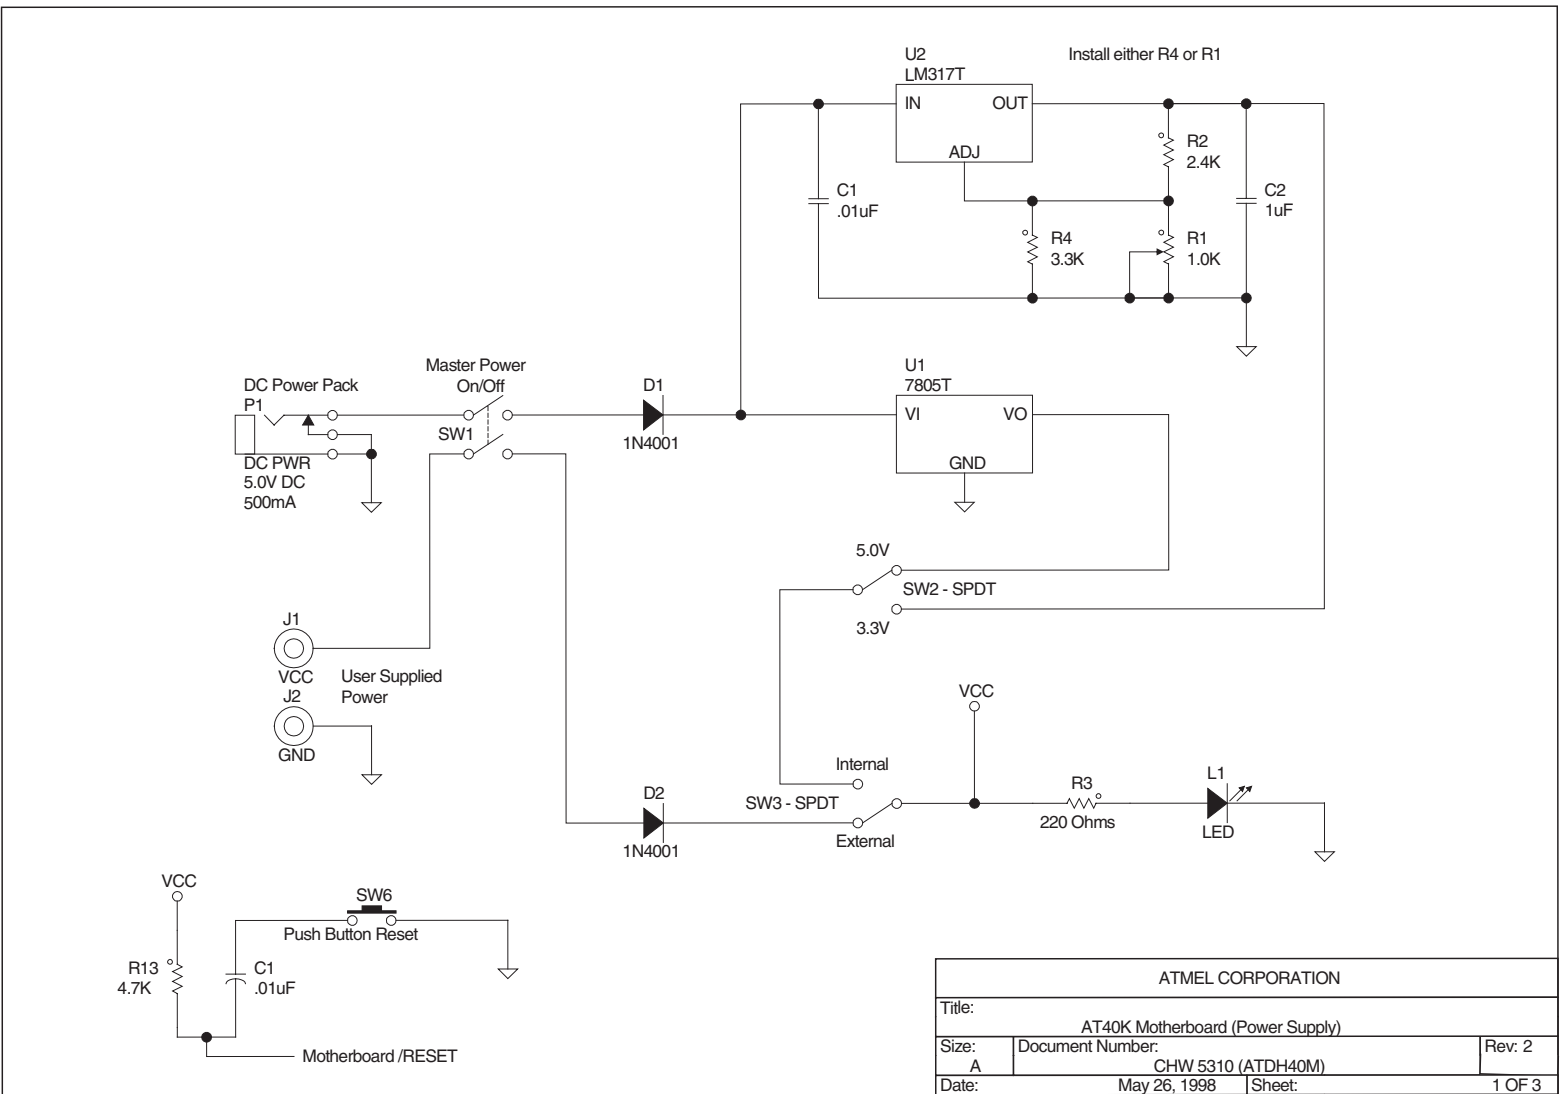 U2
LM317T
Install either R4 or R1
IN
OUT
ADJ
R2
2.4K
C1
.01uF
C2
1uF
R4
3.3K
R1
1.0K
Master Power
On/Off
DC Power Pack
P1
SW1
DC PWR
5.0V DC
500mA
D1
1N4001
U1
7805T
VI
VO
GND
5.0V
SW2 - SPDT
3.3V
J1
VCC
User Supplied
Power
J2
GND
VCC
Internal
SW3 - SPDT
External
D2
1N4001
R3
220 Ohms
L1
LED
VCC
SW6
Push Button Reset
R13
4.7K
C1
.01uF
Motherboard /RESET
ATMEL CORPORATION
Title:
AT40K Motherboard (Power Supply)
Size:
A
Document Number:
CHW 5310 (ATDH40M)
Rev: 2
Date:
May 26, 1998
Sheet:
1 OF 3